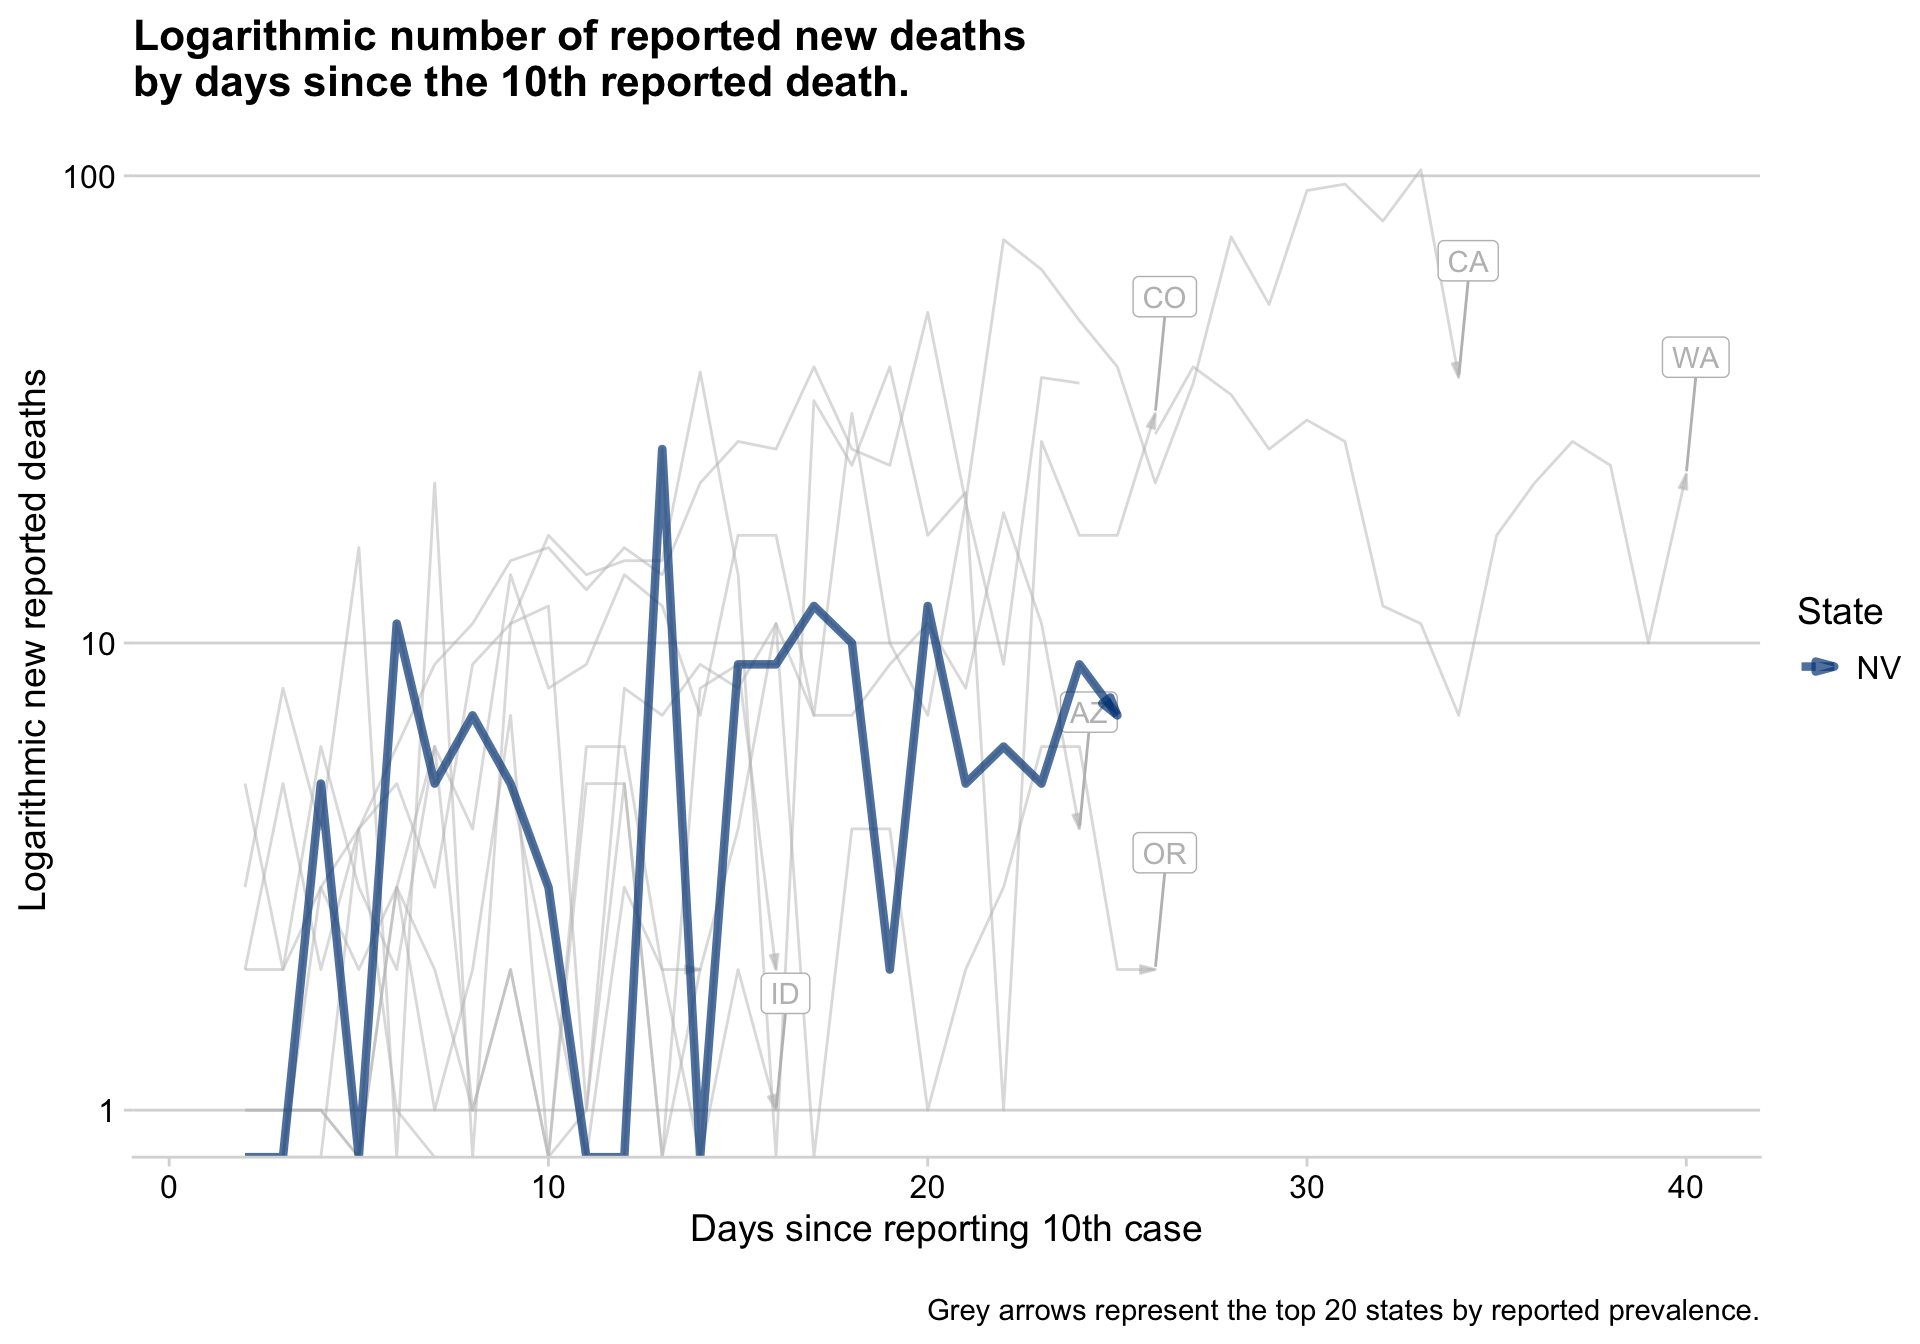 Logarithmic number of reported new deaths
by days since the 10th reported death.
100
10
1
Logarithmic new reported deaths
CO
CA
WA
AZ
OR
ID
State
NV
0 10 20 30 40
Days since reporting 10th case
Grey arrows represent the top 20 states by reported prevalence.